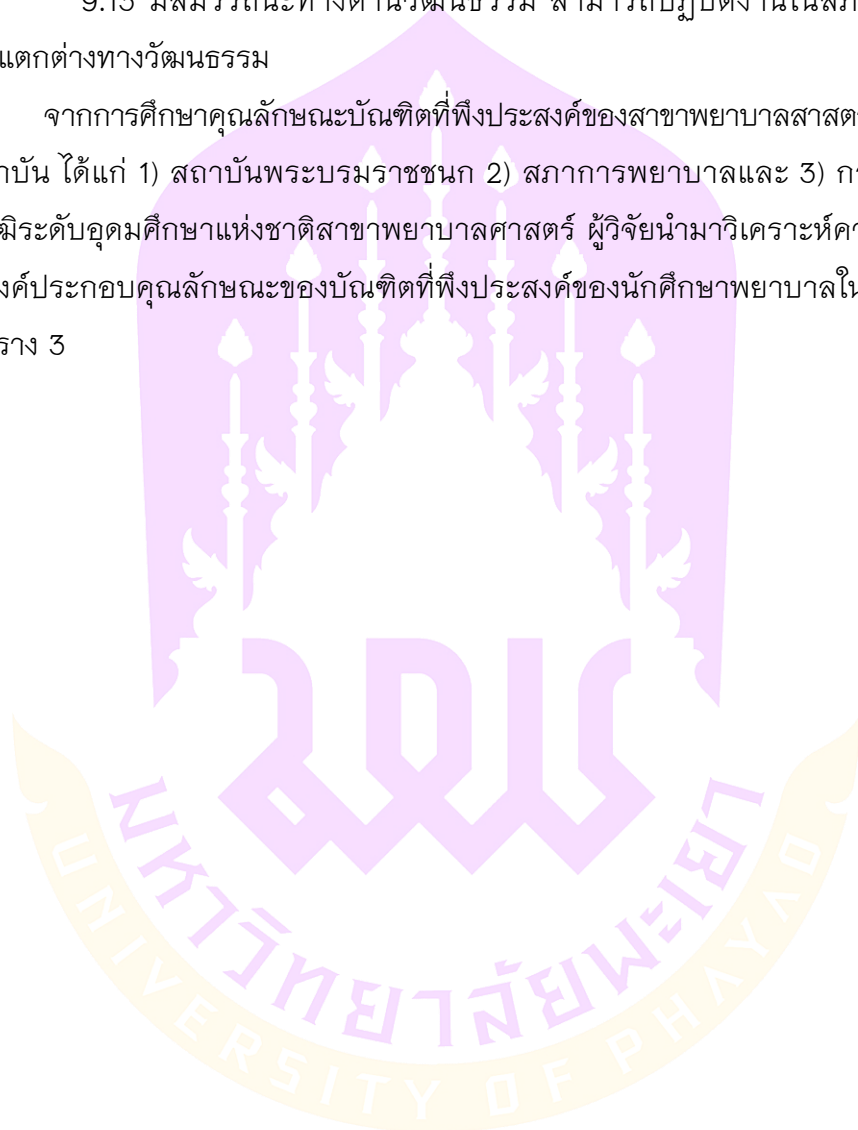 9.13 มีสมรรถนะทางด้านวัฒนธรรม สามารถปฏิบัติงานในสภ
แตกต่างทางวัฒนธรรม
จากการศึกษาคุณลักษณะบัณฑิตที่พึงประสงค์ของสาขาพยาบาลสาสต
าบัน ได้แก่ 1) สถาบันพระบรมราชชนก 2) สภาการพยาบาลและ 3) ก
ฒิระดับอุดมศึกษาแห่งชาติสาขาพยาบาลศาสตร์ ผู้วิจัยนำมาวิเคราะห์ค
งค์ประกอบคุณลักษณะของบัณฑิตที่พึงประสงค์ของนักศึกษาพยาบาลใน
ราง 3
มหาวิทยาลัยพะเยา
UNIVERSITY OF PHAYAO